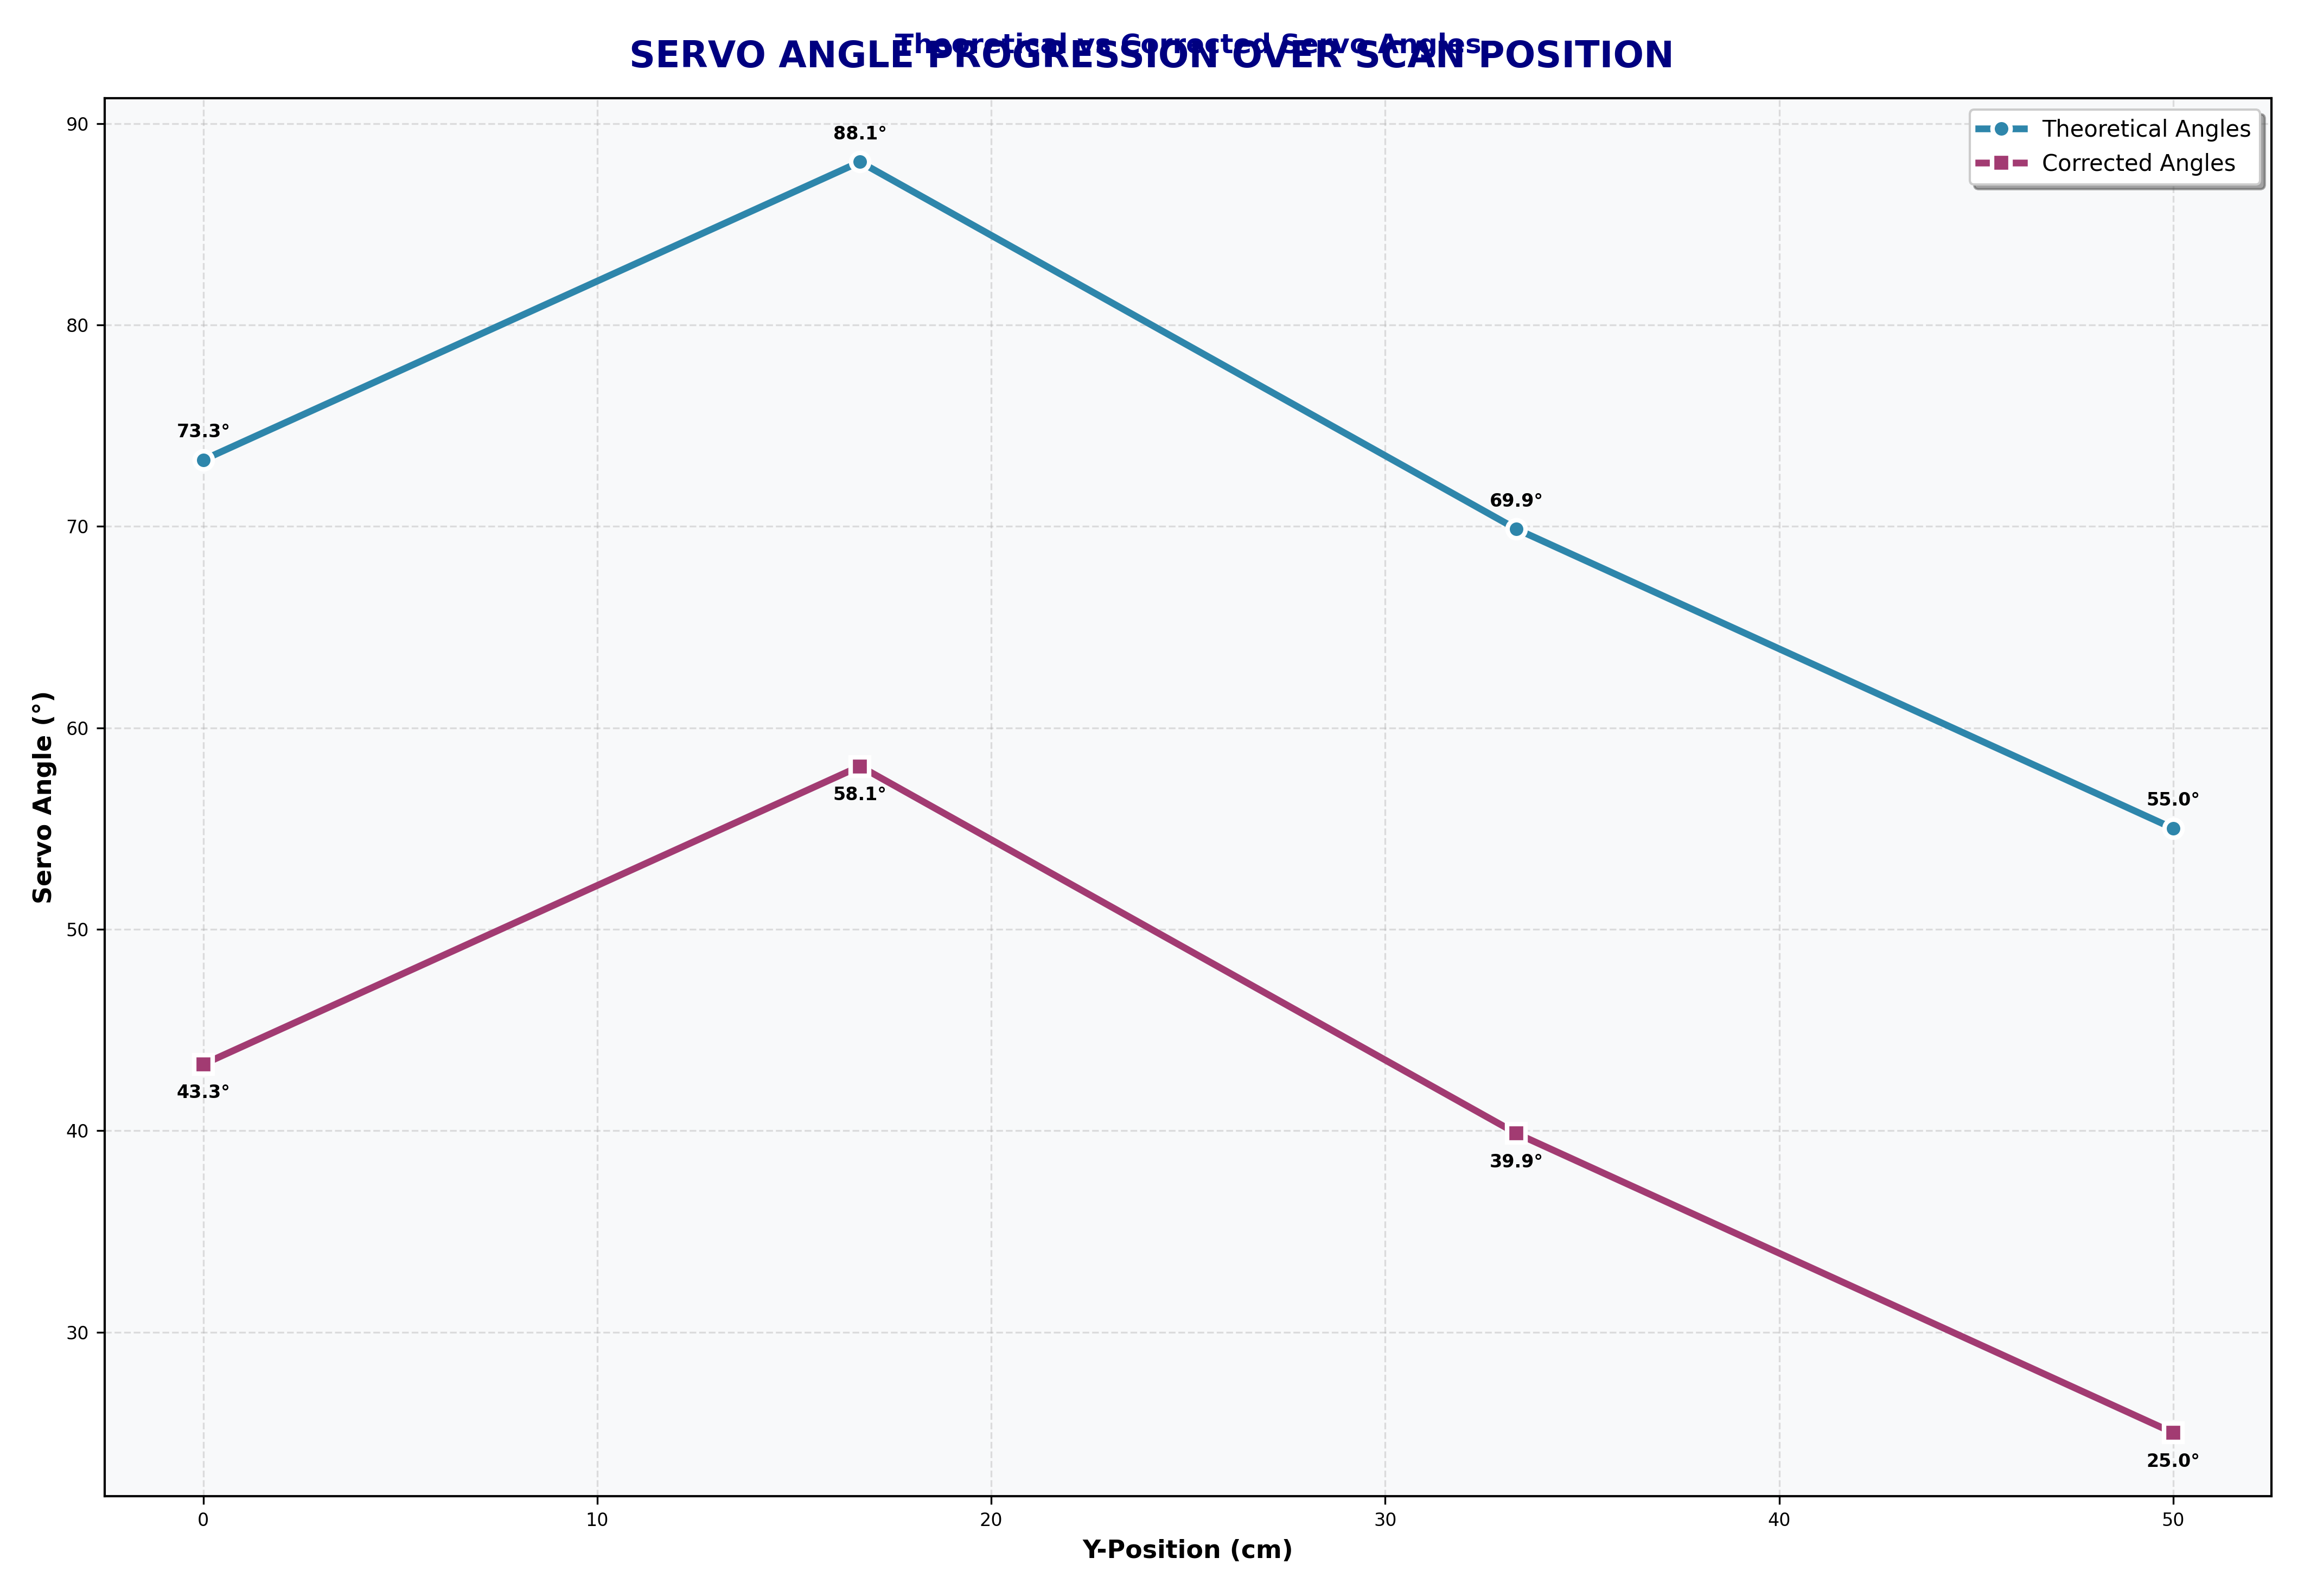 Theoretical vs Corrected Servo Angles
SERVO ANGLE PROGRESSION OVER SCAN POSITION
Theoretical Angles
Corrected Angles
90
80
70
60
50
40
30
88.1°
73.3°
69.9°
55.0°
58.1°
43.3°
39.9°
25.0°
Servo Angle (°)
0 10 20 30 40 50
Y-Position (cm)